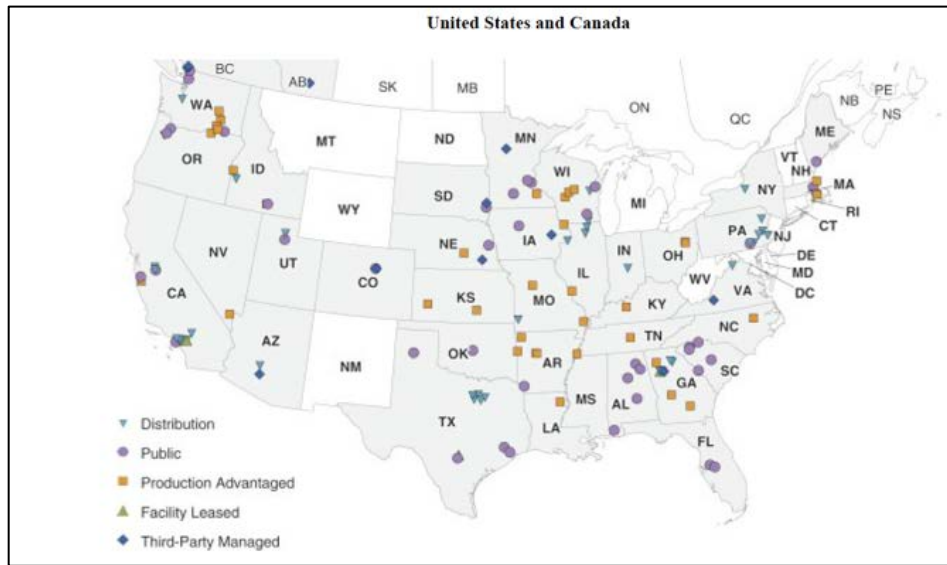 United States and Canada
BC
AB
SK
MB
ON
QC
NB
PE
NS
WA
MT
ND
MN
ME
VT
NH
OR
ID
SD
WI
MI
NY
MA
RI
CT
WY
NE
IA
PA
NJ
NV
UT
CO
IL
IN
OH
DE
MD
DC
WV
VA
CA
KS
MO
KY
AZ
NM
OK
AR
TN
NC
SC
TX
LA
MS
AL
GA
FL
Distribution
Public
Production Advantaged
Facility Leased
Third-Party Managed